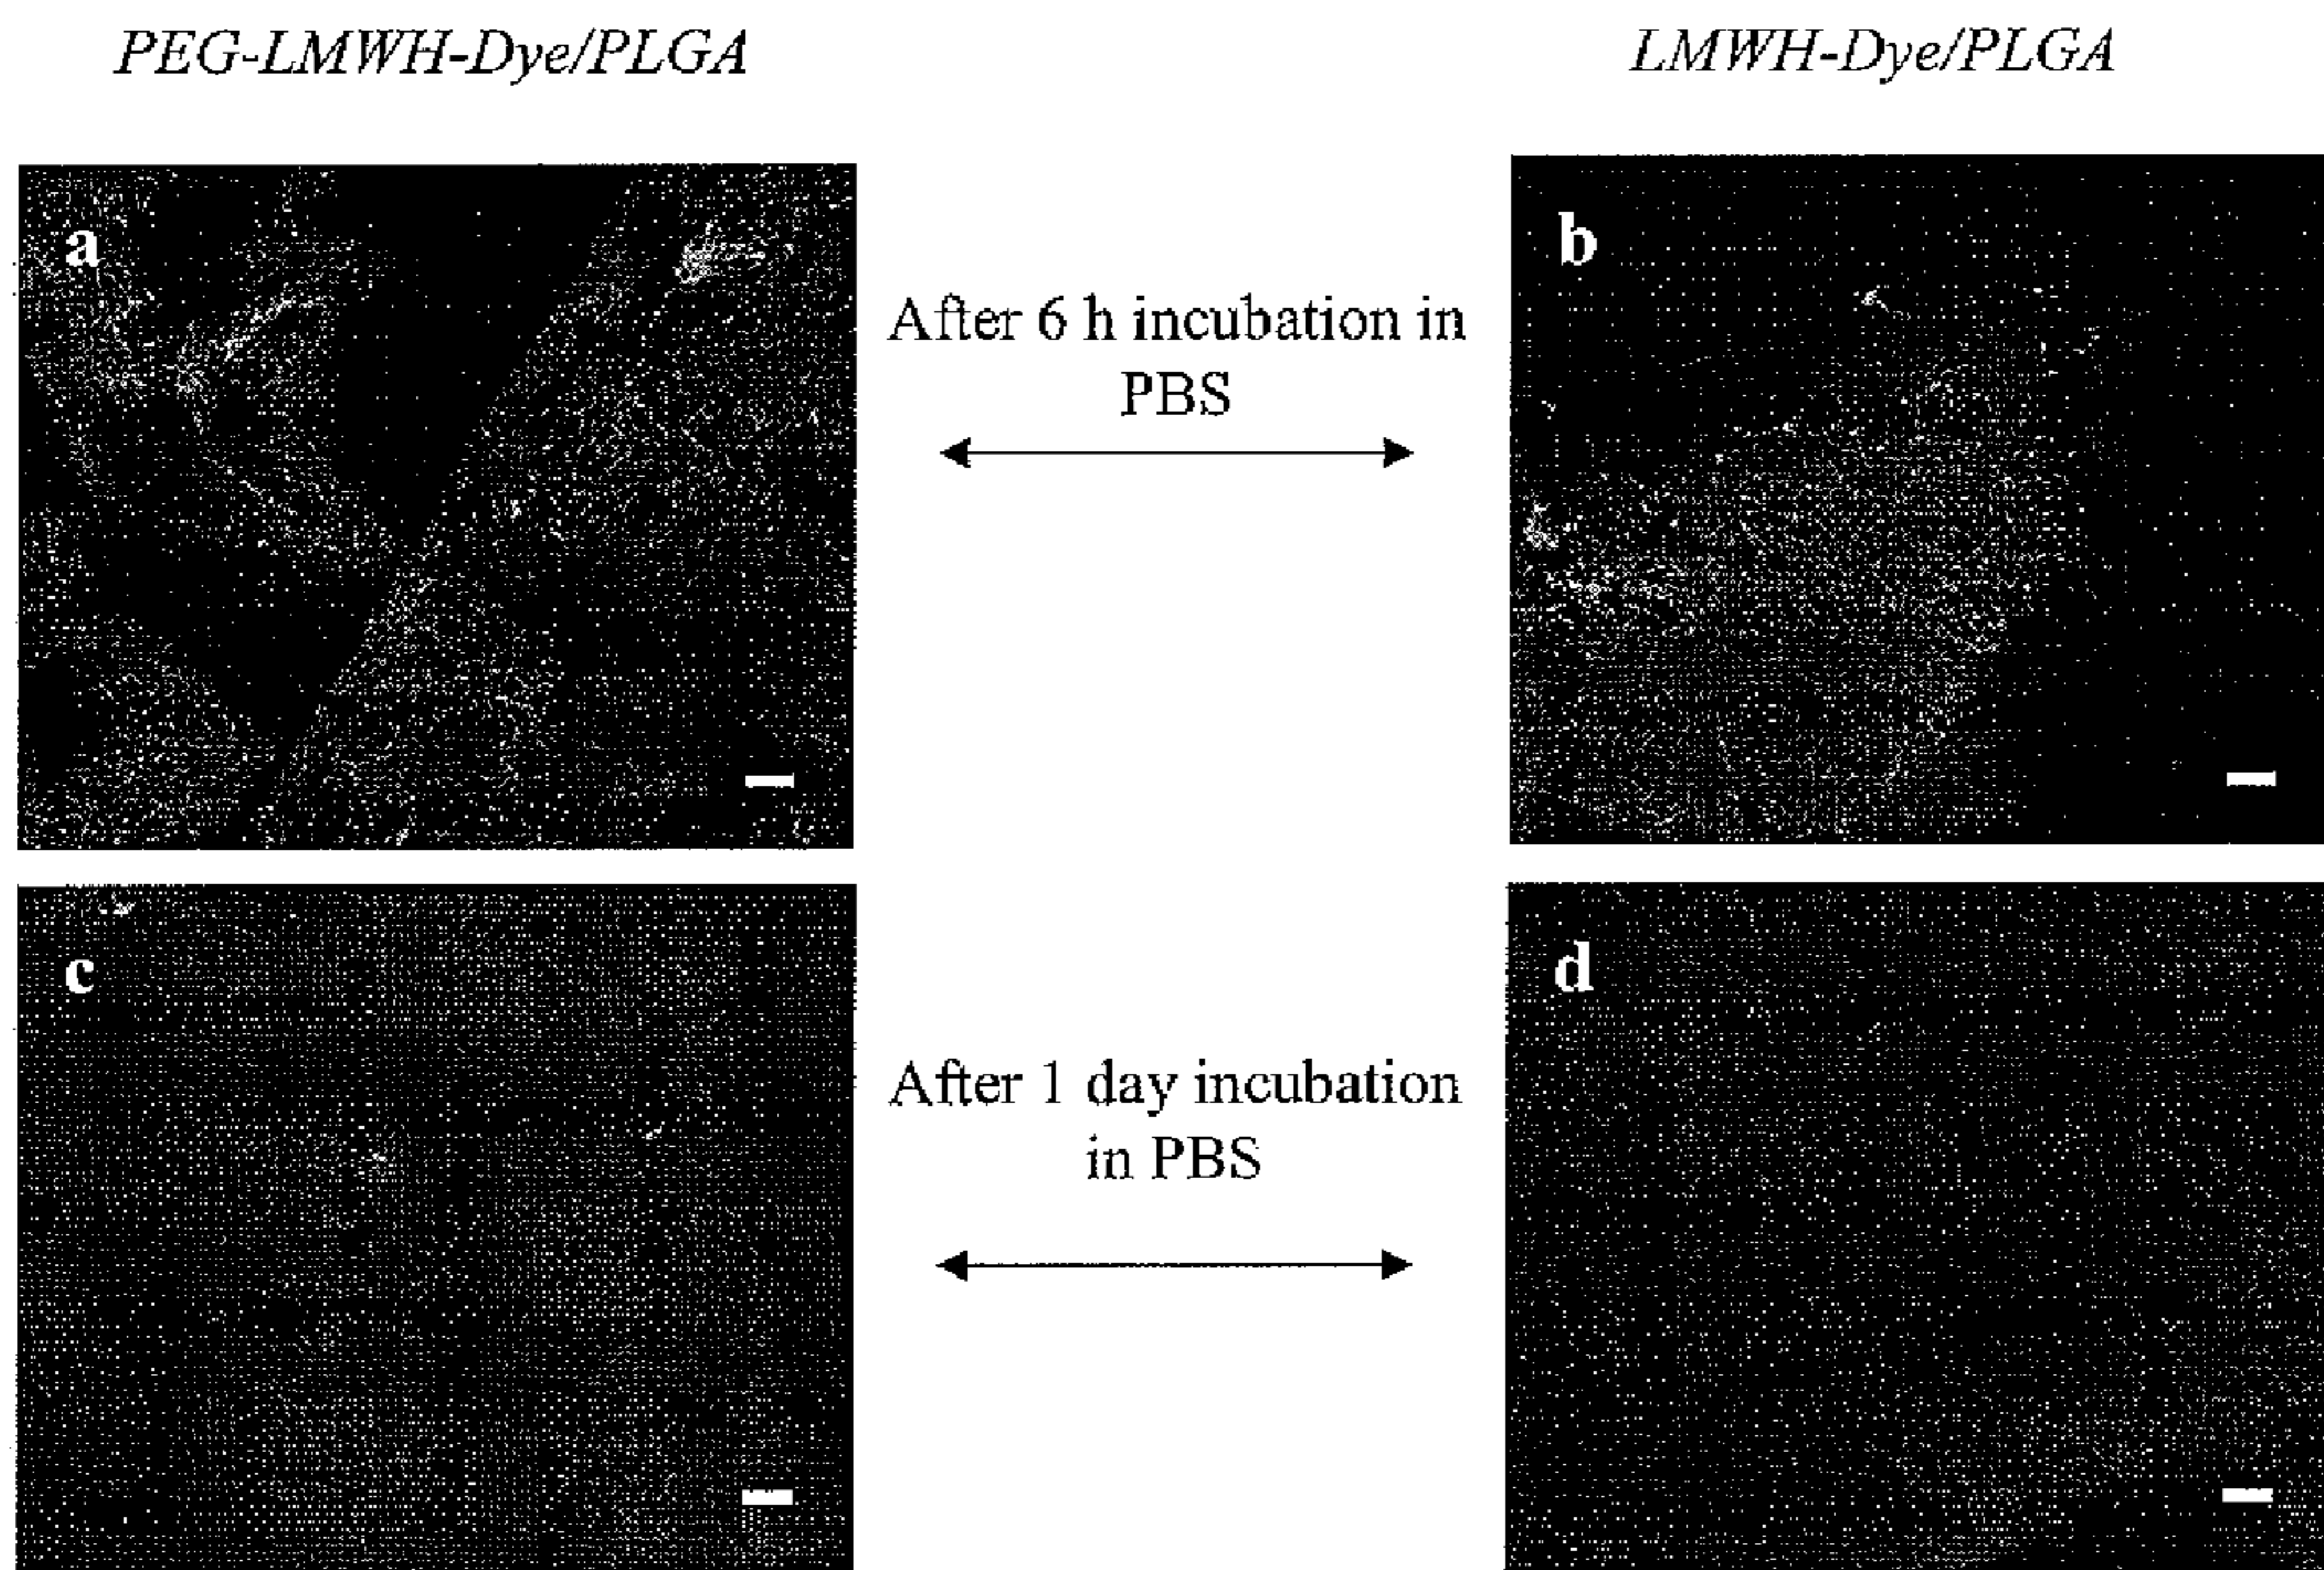 PEG-LMWH-Dye/PLGA
LMWH-Dye/PLGA
a
After 6 h incubation in
PBS
b
c
After 1 day incubation
in PBS
d